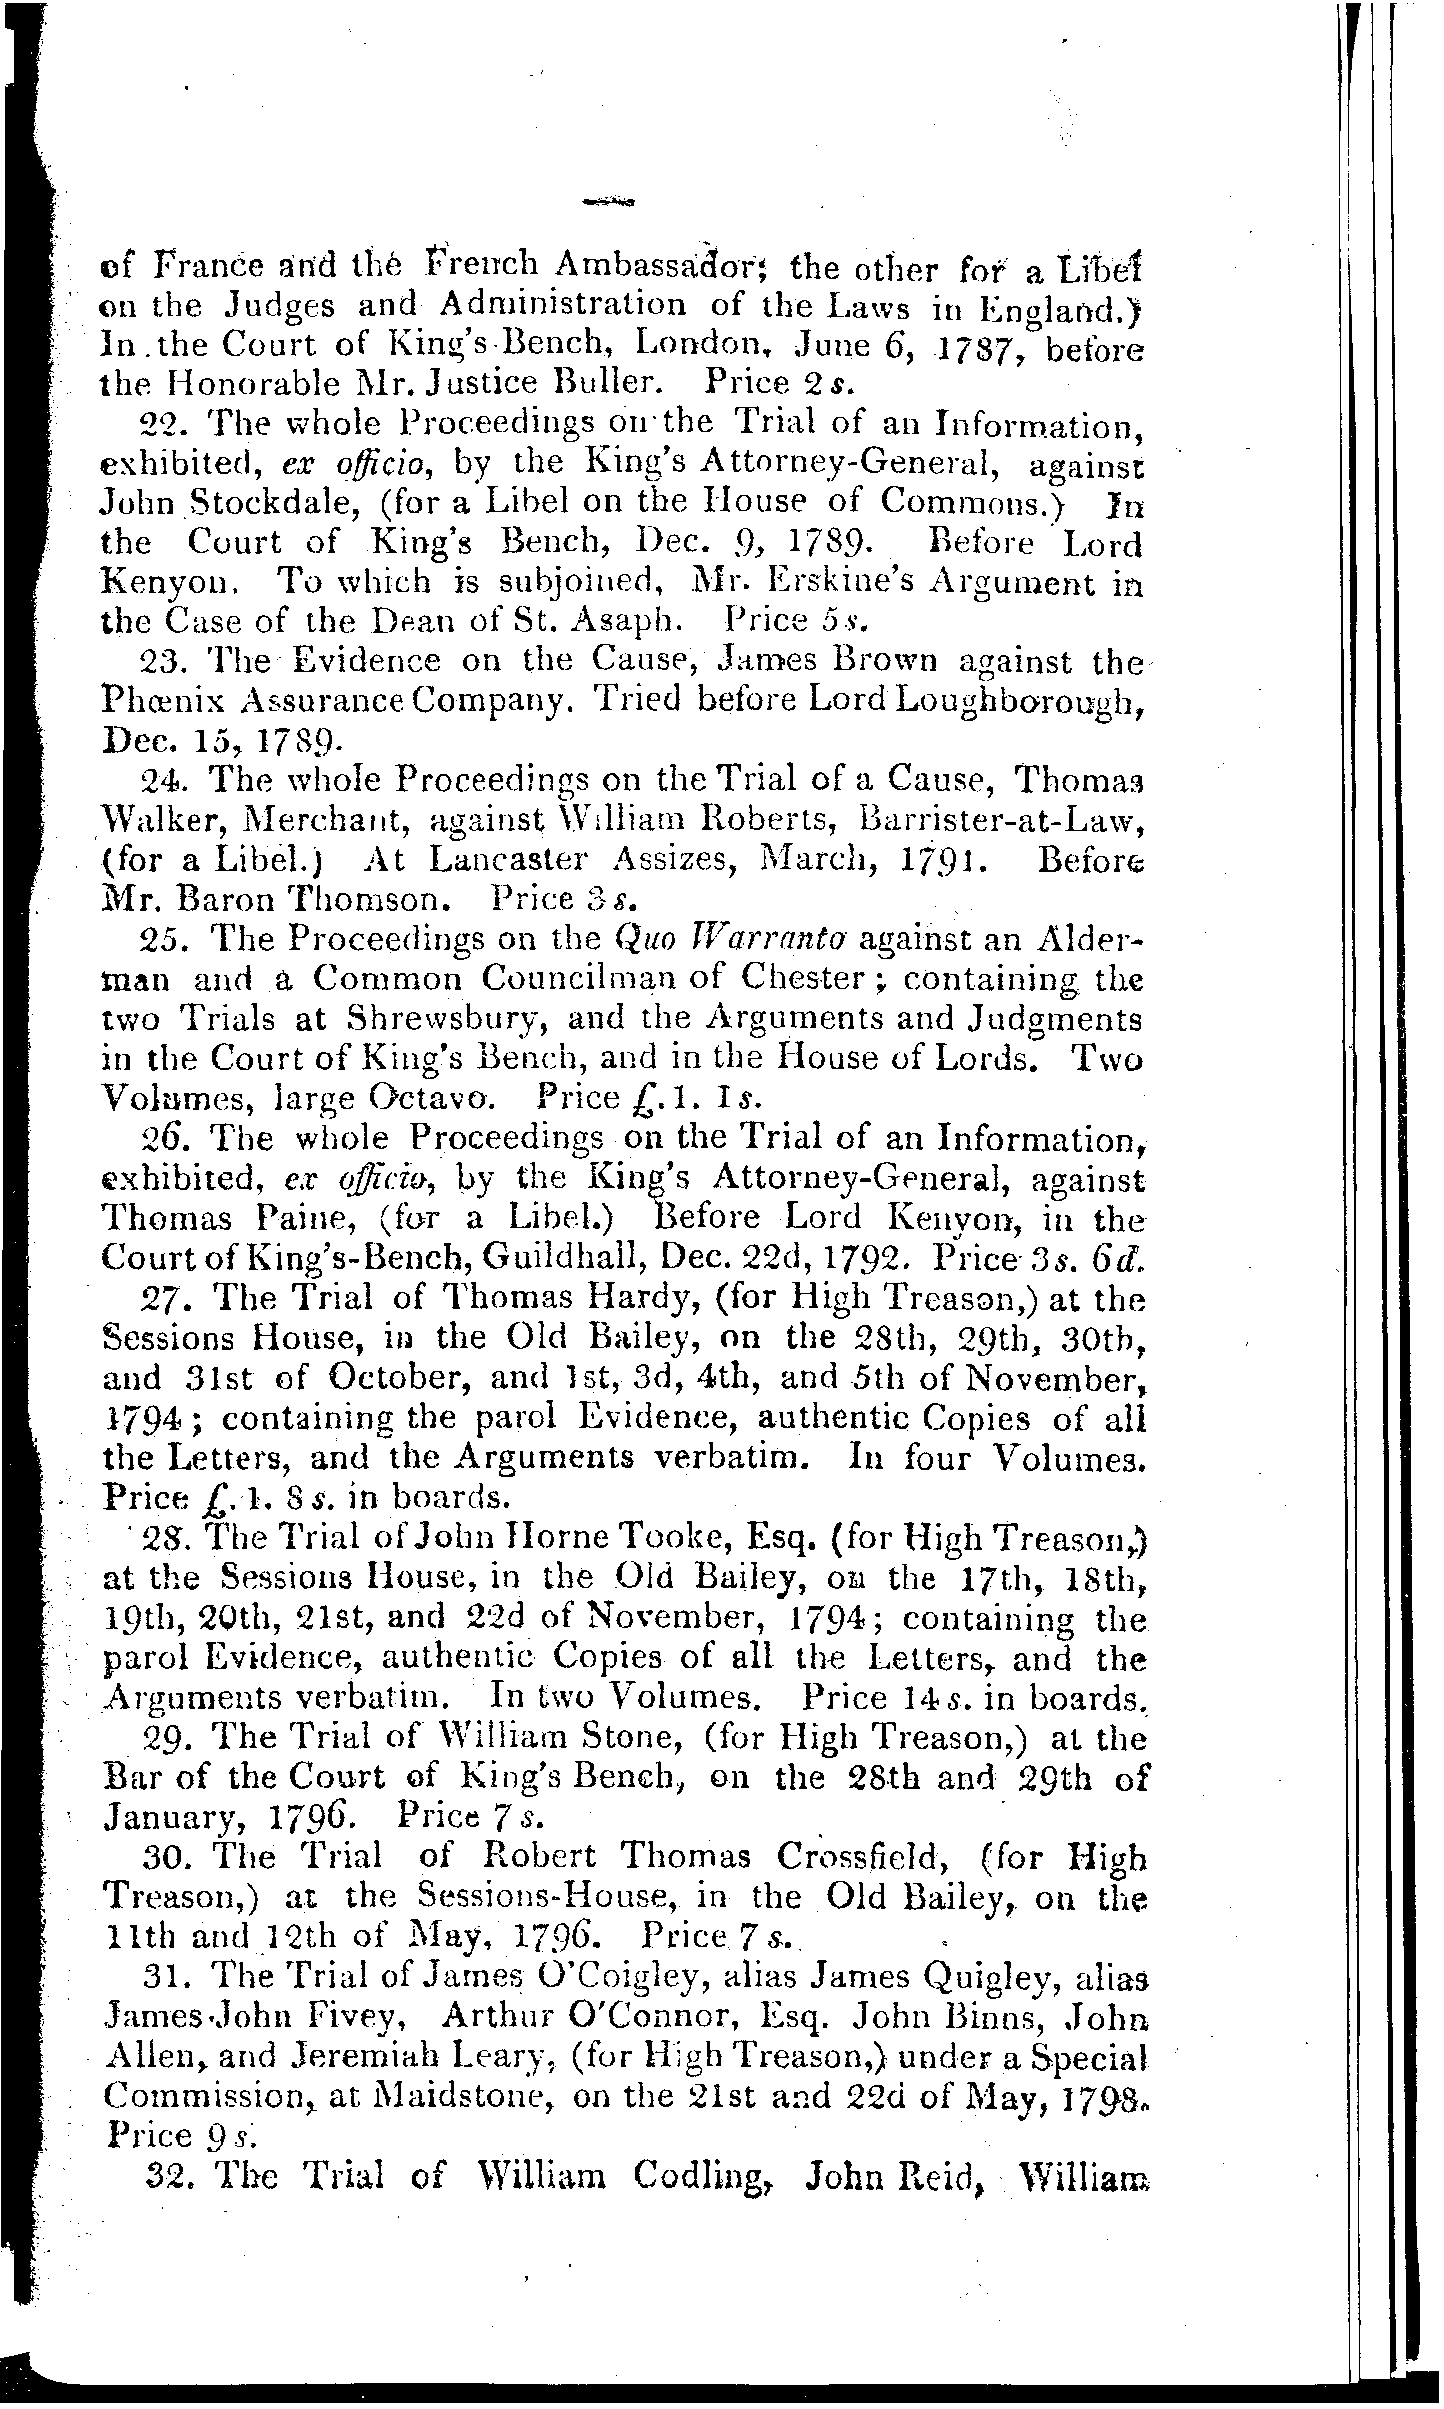 of France and the French Ambassador; the other for a Libel
on the Judges and Administration of the Laws in England.)
In the Court of King's Bench, London, June 6, 1787, before
the Honorable Mr. Justice Buller. Price 2s.
22. The whole Proceedings on the Trial of an Information,
exhibited, ex officio, by the King's Attorney-General, against
John Stockdale, (for a Libel on the House of Commons.) In
the Court of King's Bench, Dec. 9, 1789. Before Lord
Kenyon. To which is subjoined, Mr. Erskine's Argument in
the Case of the Dean of St. Asaph. Price 5s.
23. The Evidence on the Cause, James Brown against the
Phœnix Assurance Company. Tried before Lord Loughborough,
Dec. 15, 1789.
24. The whole Proceedings on the Trial of a Cause, Thomas
Walker, Merchant, against William Roberts, Barrister-at-Law,
(for a Libel.) At Lancaster Assizes, March, 1791. Before
Mr. Baron Thomson. Price 3s.
25. The Proceedings on the Quo Warranto against an Alder-
man and a Common Councilman of Chester; containing the
two Trials at Shrewsbury, and the Arguments and Judgments
in the Court of King's Bench, and in the House of Lords. Two
Volumes, large Octavo. Price £.1. 1s.
26. The whole Proceedings on the Trial of an Information,
exhibited, ex officio, by the King's Attorney-General, against
Thomas Paine, (for a Libel.) Before Lord Kenyon, in the
Court of King's-Bench, Guildhall, Dec. 22d, 1792. Price 3s. 6d.
27. The Trial of Thomas Hardy, (for High Treason,) at the
Sessions House, in the Old Bailey, on the 28th, 29th, 30th,
and 31st of October, and 1st, 3d, 4th, and 5th of November,
1794; containing the parol Evidence, authentic Copies of all
the Letters, and the Arguments verbatim. In four Volumes.
Price £.1. 8s. in boards.
28. The Trial of John Horne Tooke, Esq. (for High Treason,)
at the Sessions House, in the Old Bailey, on the 17th, 18th,
19th, 20th, 21st, and 22d of November, 1794; containing the
parol Evidence, authentic Copies of all the Letters, and the
Arguments verbatim. In two Volumes. Price 14s. in boards.
29. The Trial of William Stone, (for High Treason,) at the
Bar of the Court of King's Bench, on the 28th and 29th of
January, 1796. Price 7s.
30. The Trial of Robert Thomas Crossfield, (for High
Treason,) at the Sessions-House, in the Old Bailey, on the
11th and 12th of May, 1796. Price 7s.
31. The Trial of James O'Coigley, alias James Quigley, alias
James John Fivey, Arthur O'Connor, Esq. John Binns, John
Allen, and Jeremiah Leary, (for High Treason,) under a Special
Commission, at Maidstone, on the 21st and 22d of May, 1798.
Price 9s.
32. The Trial of William Codling, John Reid, William